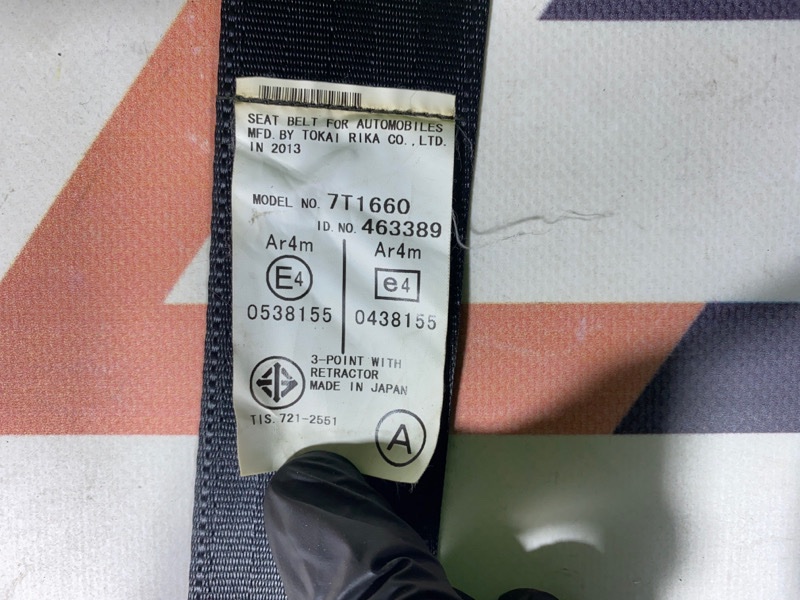 SEAT BELT FOR AUTOMOBILES
MFD. BY TOKAI RIKA CO., LTD.
IN 2013
MODEL NO. 7T1660
ID. NO. 463389
Ar4m Ar4m
E4 e4
0538155 0438155
3-POINT WITH
RETRACTOR
MADE IN JAPAN
TIS. 721-2551
A